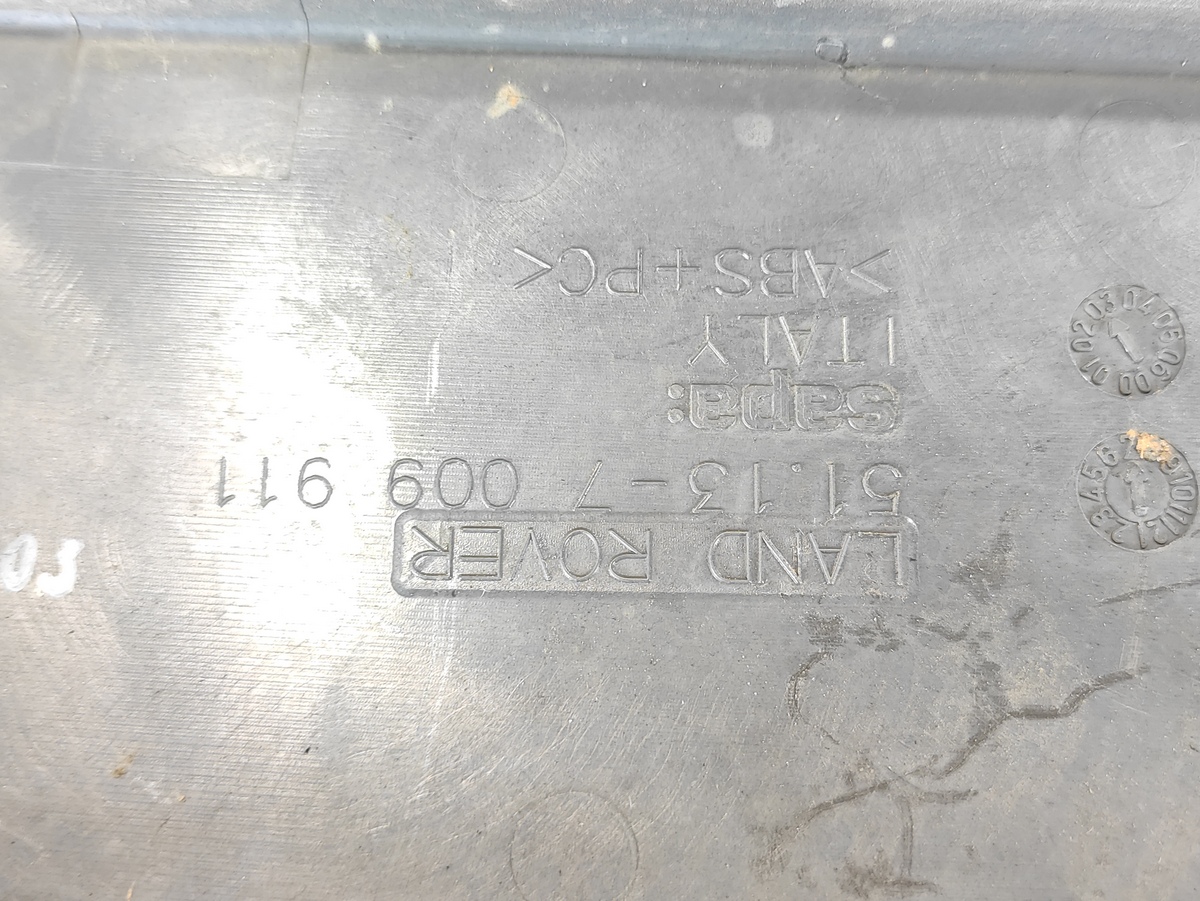 LAND ROVER
51.13-7 009 911
sapa:
ITALY
>ABS+PC<